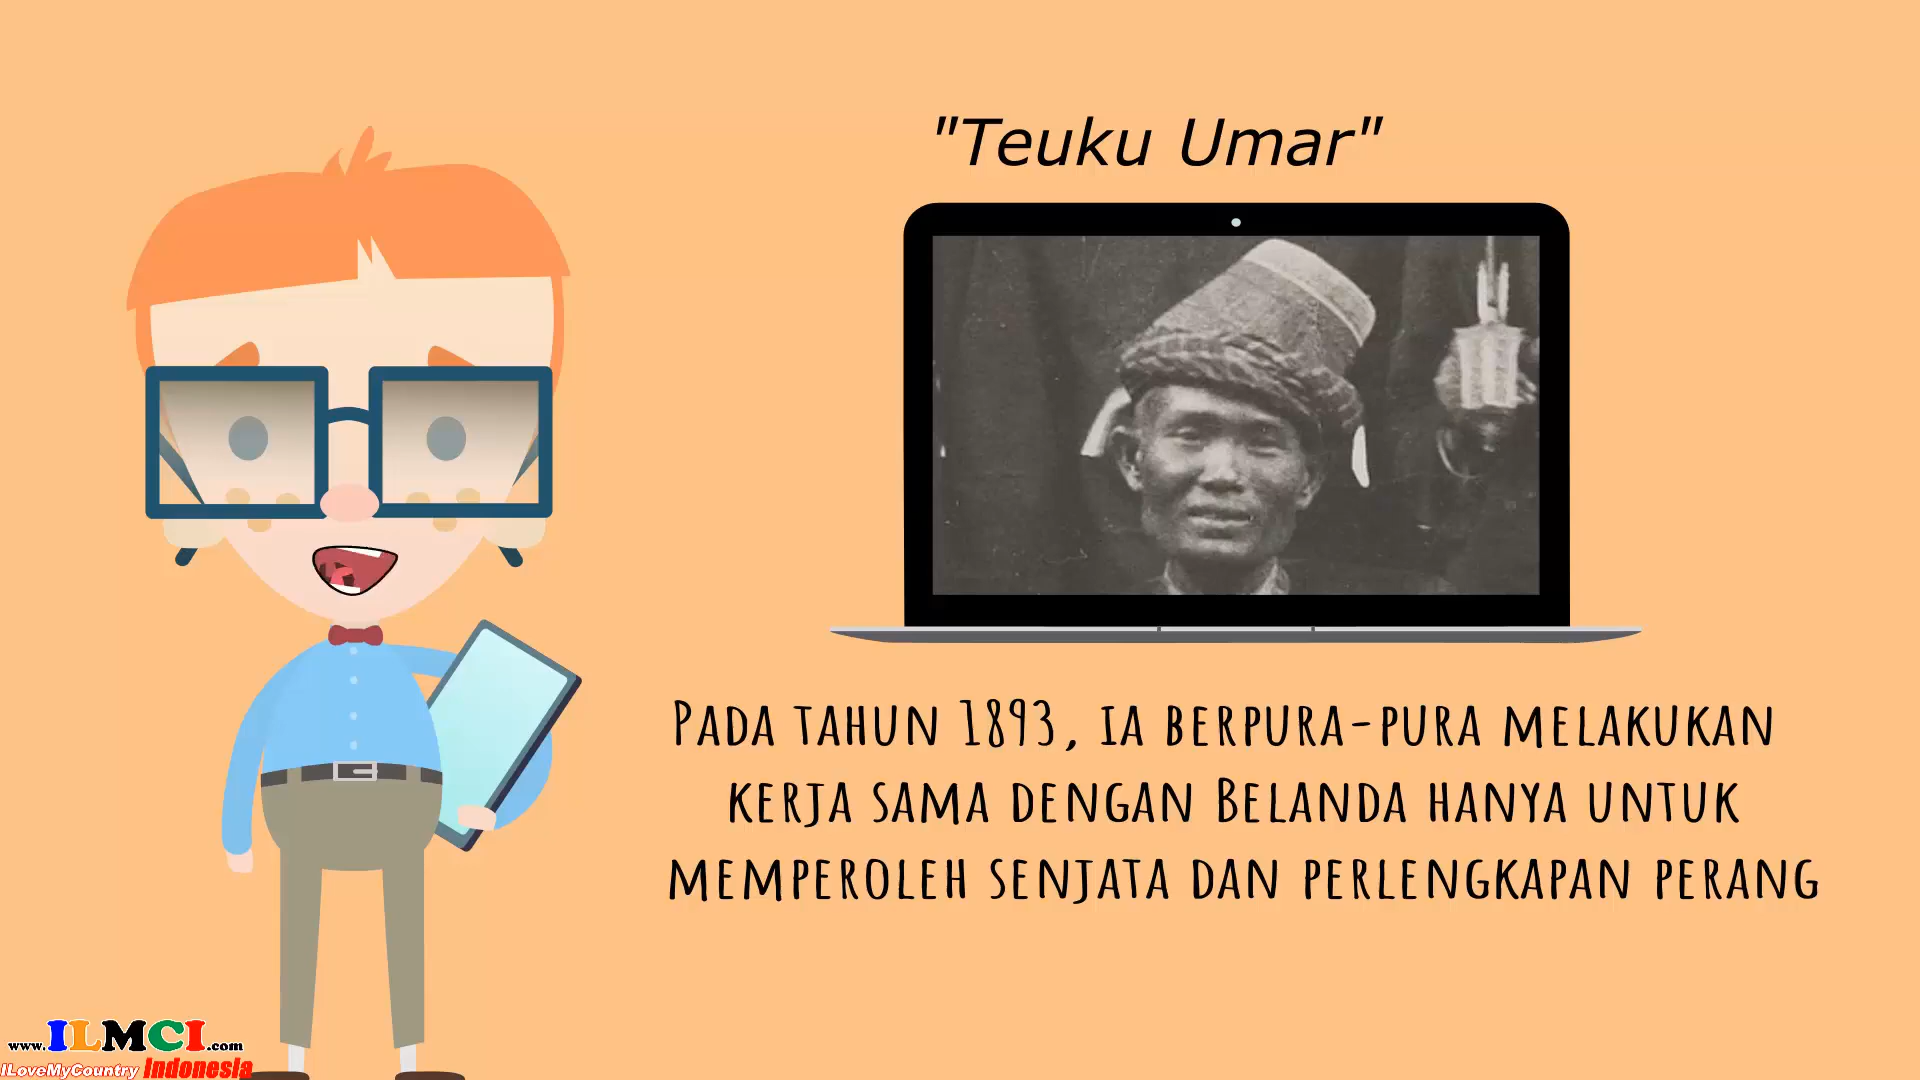 "Teuku Umar"
Pada tahun 1893, ia berpura-pura melakukan
kerja sama dengan Belanda hanya untuk
memperoleh senjata dan perlengkapan perang
www.ILMCI.com
ILoveMyCountry Indonesia